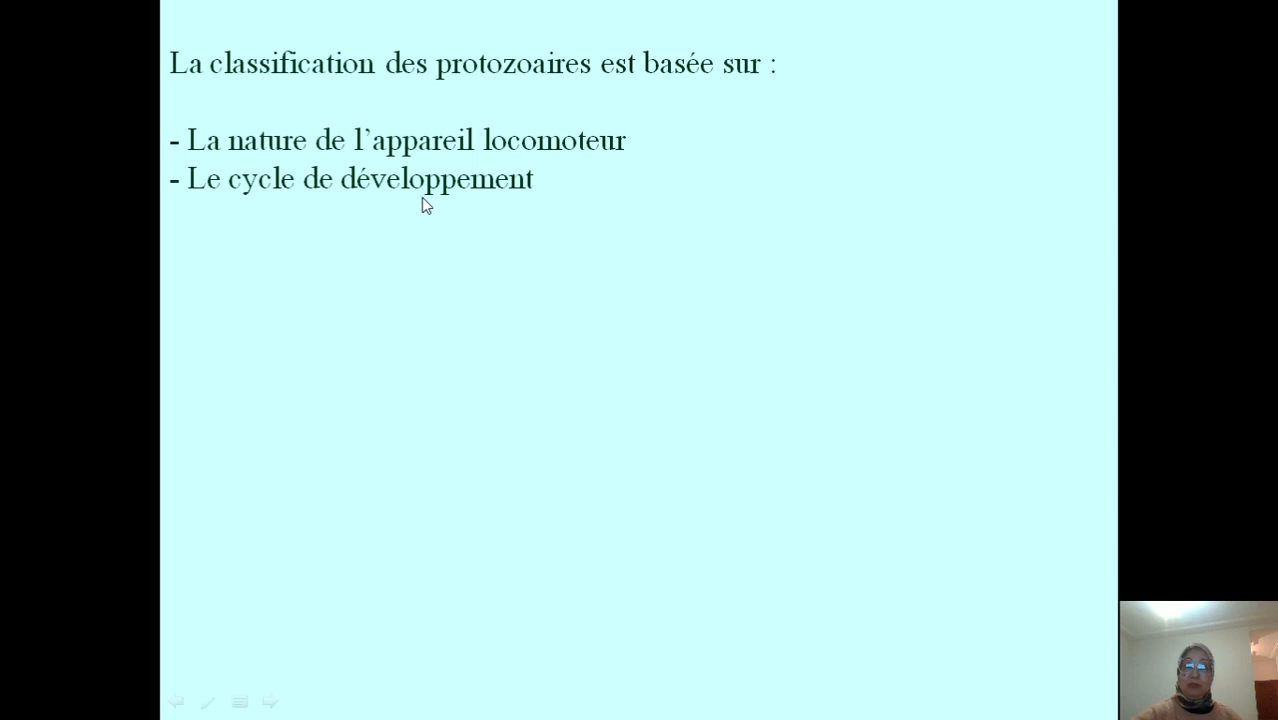 La classification des protozoaires est basée sur :
- La nature de l’appareil locomoteur
- Le cycle de développement